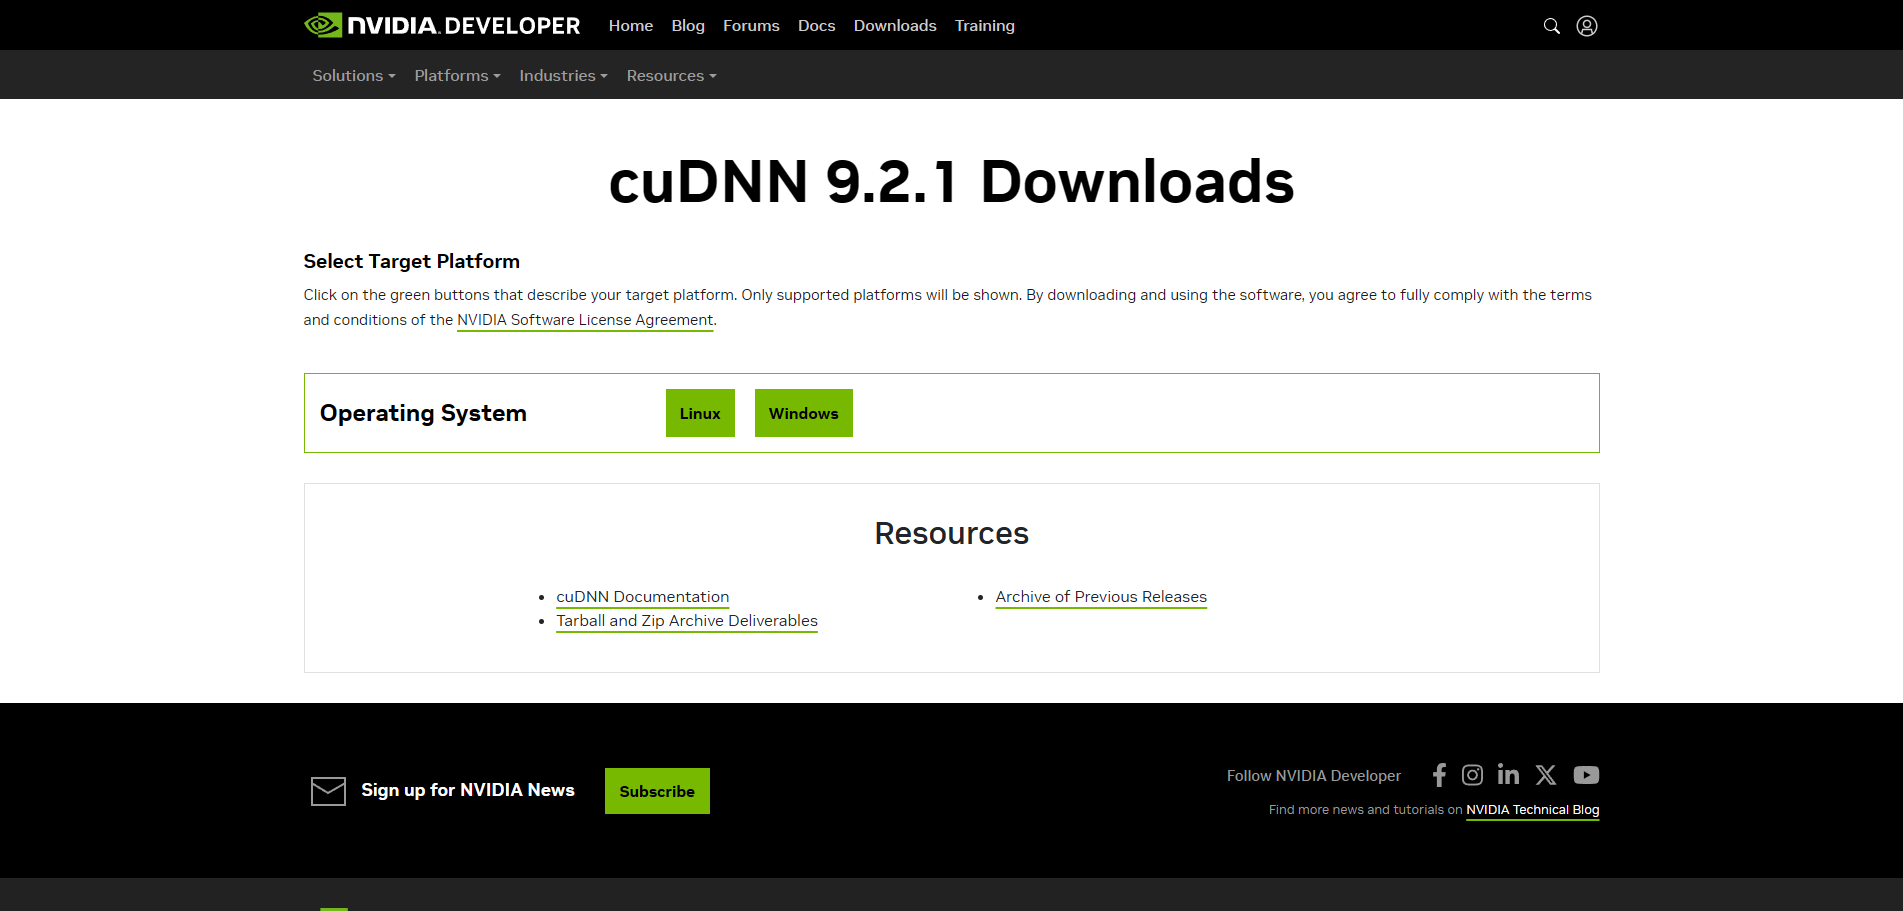 NVIDIA. DEVELOPER Home Blog Forums Docs Downloads Training
Solutions Platforms Industries Resources
cuDNN 9.2.1 Downloads
Select Target Platform
Click on the green buttons that describe your target platform. Only supported platforms will be shown. By downloading and using the software, you agree to fully comply with the terms
and conditions of the NVIDIA Software License Agreement.
Operating System Linux Windows
Resources
cuDNN Documentation
Tarball and Zip Archive Deliverables
Archive of Previous Releases
Sign up for NVIDIA News Subscribe
Follow NVIDIA Developer
Find more news and tutorials on NVIDIA Technical Blog